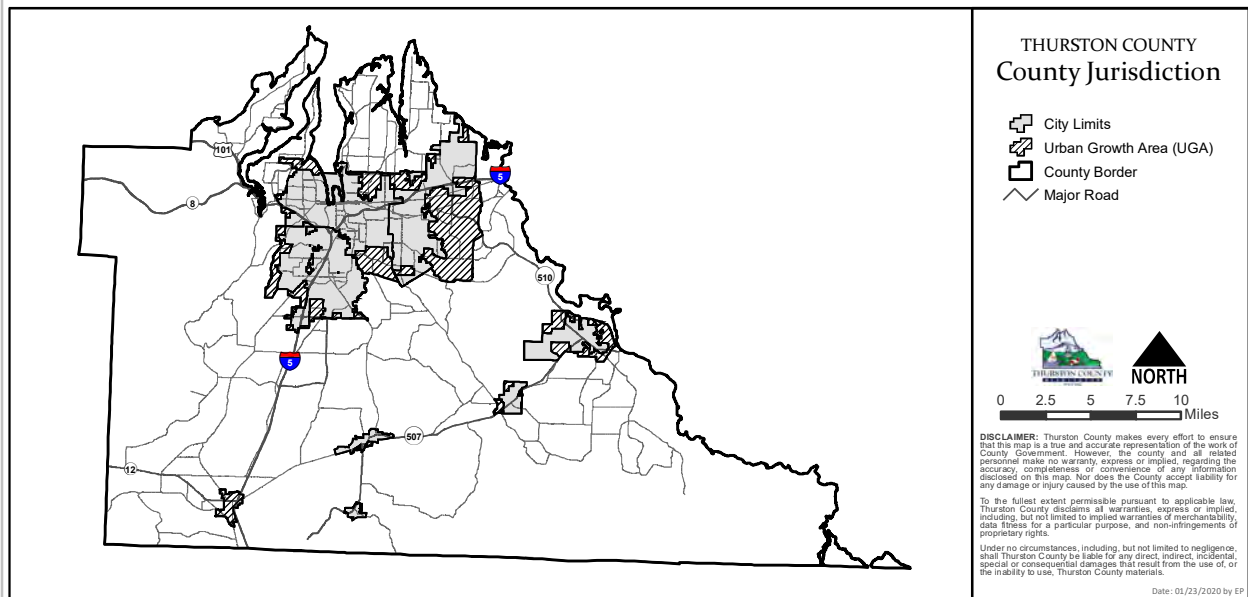 THURSTON COUNTY
County Jurisdiction
City Limits
Urban Growth Area (UGA)
County Border
Major Road
101
8
5
510
5
507
12
THURSTON COUNTY
NORTH
0 2.5 5 7.5 10
Miles
DISCLAIMER: Thurston County makes every effort to ensure
that this map is a true and accurate representation of the work of
County Government. However, the county and all related
personnel make no warranty, express or implied, regarding the
accuracy, completeness or convenience of any information
disclosed on this map. Nor does the County accept liability for
any damage or injury caused by the use of this map.
To the fullest extent permissible pursuant to applicable law,
Thurston County disclaims all warranties, express or implied,
including, but not limited to implied warranties of merchantability,
data fitness for a particular purpose, and non-infringements of
proprietary rights.
Under no circumstances, including, but not limited to negligence,
shall Thurston County be liable for any direct, indirect, incidental,
special or consequential damages that result from the use of, or
the inability to use, Thurston County materials.
Date: 01/23/2020 by EP